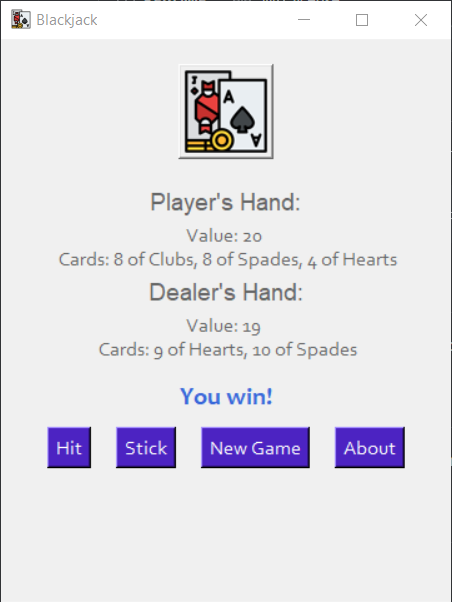 Blackjack
J
A
A
Player's Hand:
Value: 20
Cards: 8 of Clubs, 8 of Spades, 4 of Hearts
Dealer's Hand:
Value: 19
Cards: 9 of Hearts, 10 of Spades
You win!
Hit Stick New Game About